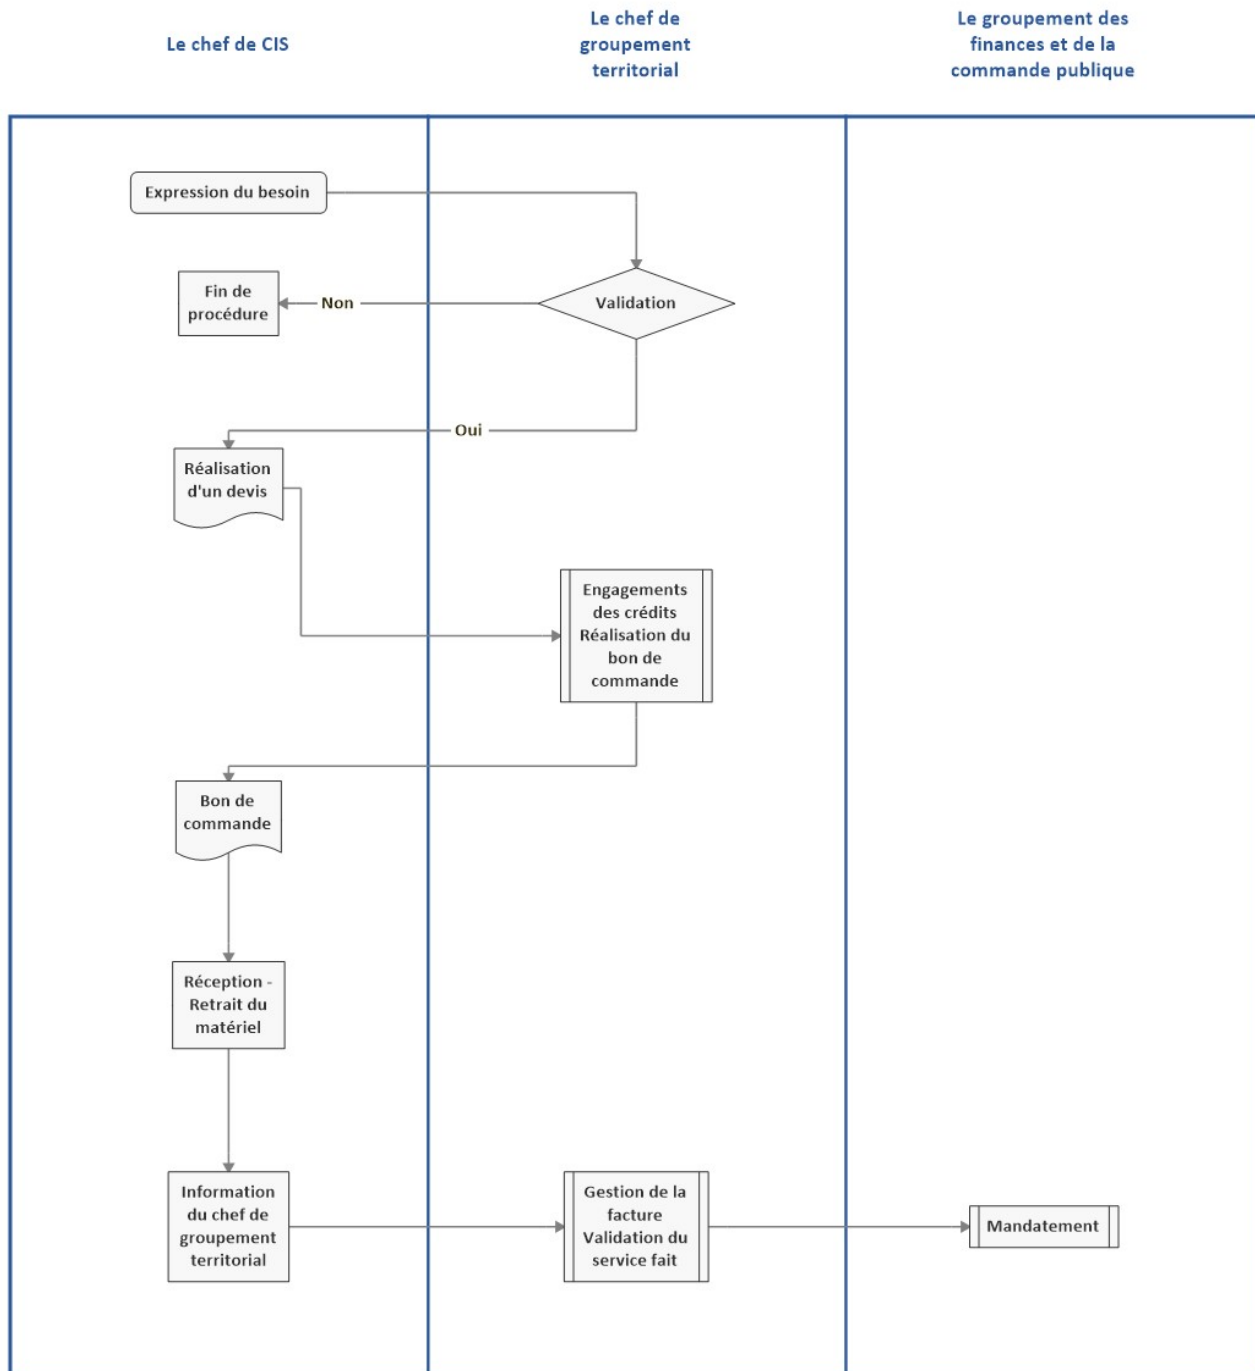 Le chef de CIS
Le chef de
groupement
territorial
Le groupement des
finances et de la
commande publique
Expression du besoin
Validation
Non
Fin de
procédure
Oui
Réalisation
d'un devis
Engagements
des crédits
Réalisation du
bon de
commande
Bon de
commande
Réception -
Retrait du
matériel
Information
du chef de
groupement
territorial
Gestion de la
facture
Validation du
service fait
Mandatement